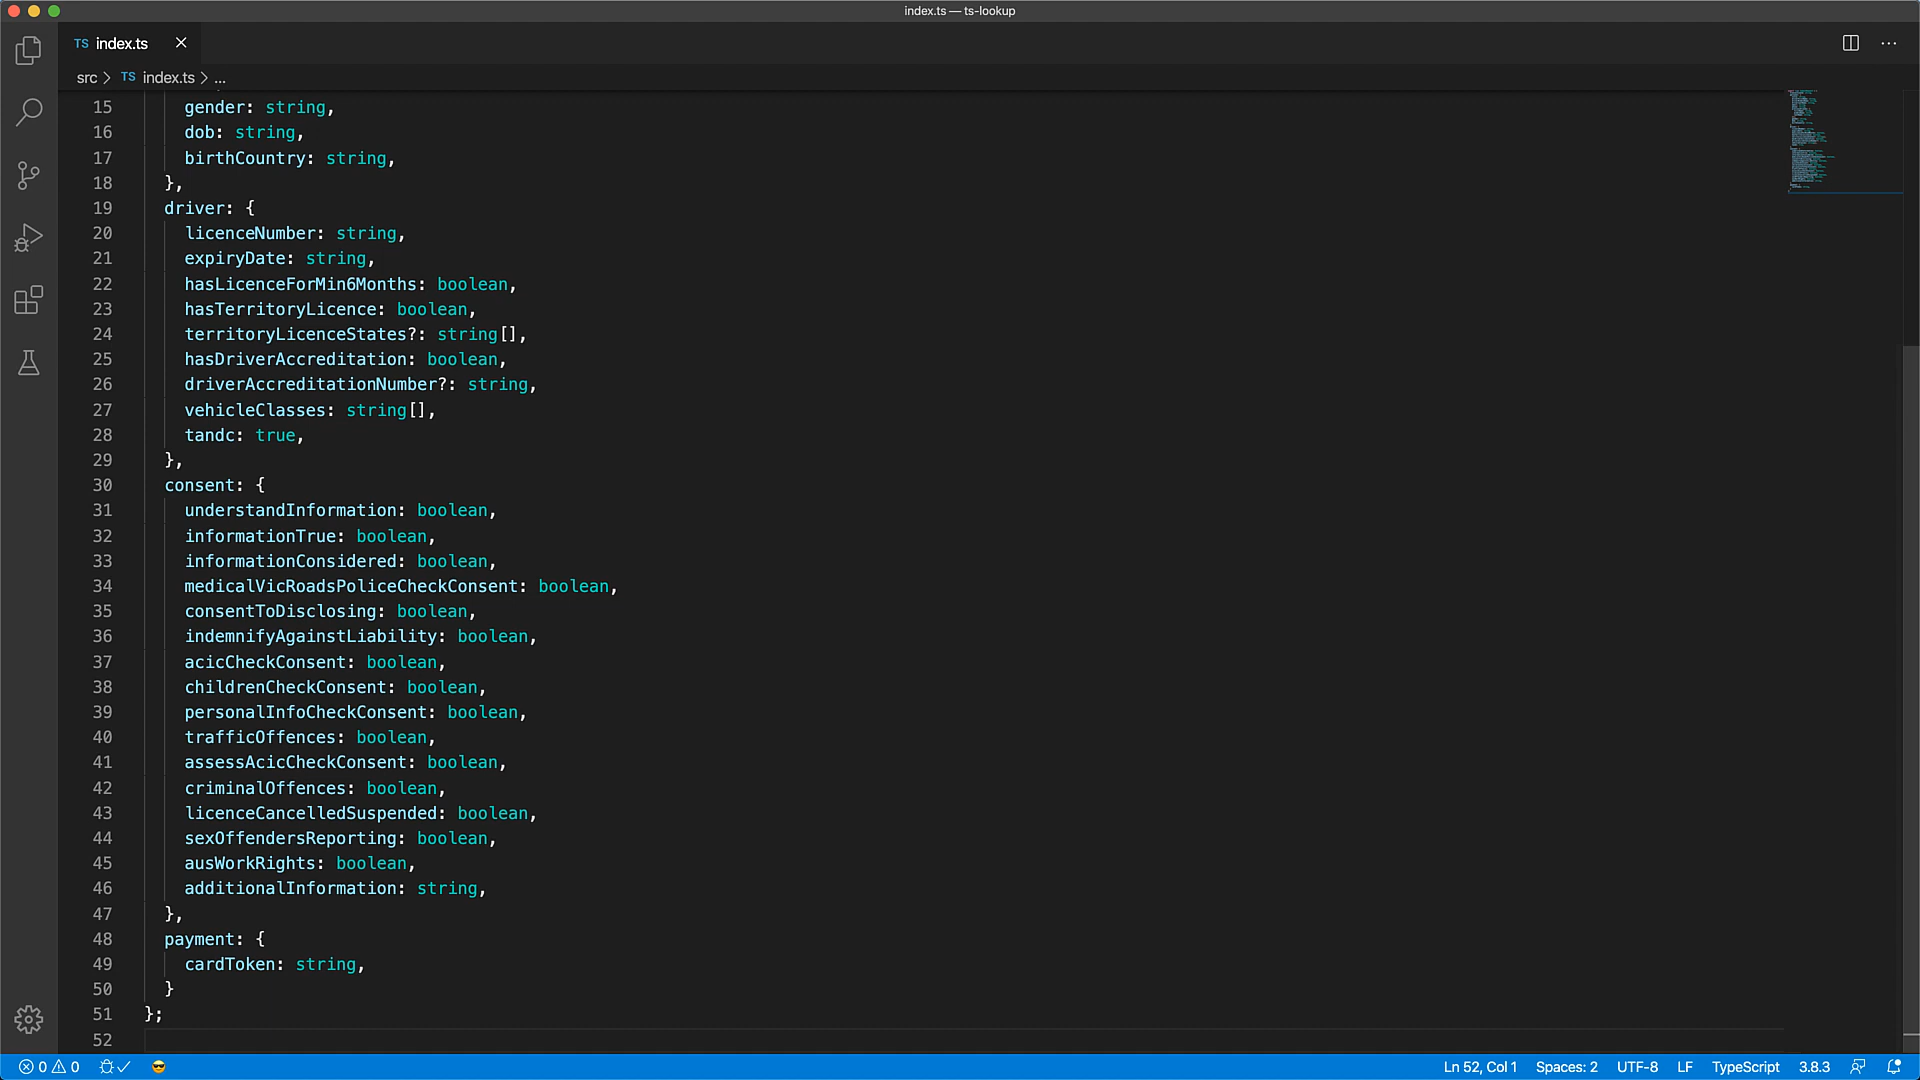 index.ts — ts-lookup
TS index.ts
src > TS index.ts > ...
15 gender: string,
16 dob: string,
17 birthCountry: string,
18 },
19 driver: {
20 licenceNumber: string,
21 expiryDate: string,
22 hasLicenceForMin6Months: boolean,
23 hasTerritoryLicence: boolean,
24 territoryLicenceStates?: string[],
25 hasDriverAccreditation: boolean,
26 driverAccreditationNumber?: string,
27 vehicleClasses: string[],
28 tandc: true,
29 },
30 consent: {
31 understandInformation: boolean,
32 informationTrue: boolean,
33 informationConsidered: boolean,
34 medicalVicRoadsPoliceCheckConsent: boolean,
35 consentToDisclosing: boolean,
36 indemnifyAgainstLiability: boolean,
37 acicCheckConsent: boolean,
38 childrenCheckConsent: boolean,
39 personalInfoCheckConsent: boolean,
40 trafficOffences: boolean,
41 assessAcicCheckConsent: boolean,
42 criminalOffences: boolean,
43 licenceCancelledSuspended: boolean,
44 sexOffendersReporting: boolean,
45 ausWorkRights: boolean,
46 additionalInformation: string,
47 },
48 payment: {
49 cardToken: string,
50 }
51 };
52
0 0 Ln 52, Col 1 Spaces: 2 UTF-8 LF TypeScript 3.8.3